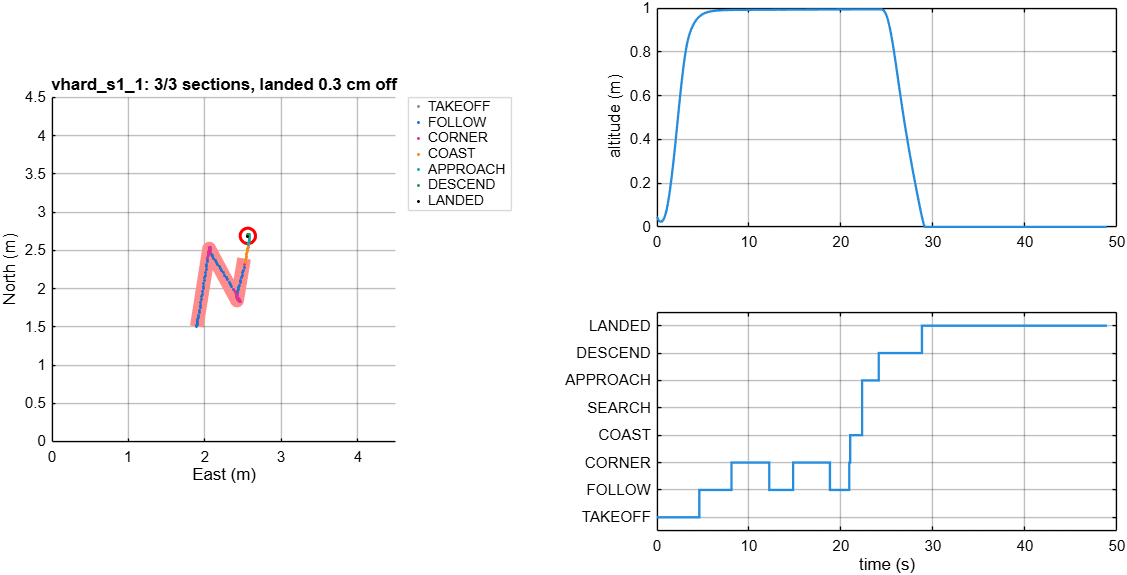 vhard_s1_1: 3/3 sections, landed 0.3 cm off
4.5
4
3.5
3
2.5
2
1.5
1
0.5
0
North (m)
0
1
2
3
4
East (m)
TAKEOFF
FOLLOW
CORNER
COAST
APPROACH
DESCEND
LANDED
1
0.8
0.6
0.4
0.2
0
altitude (m)
0
10
20
30
40
50
LANDED
DESCEND
APPROACH
SEARCH
COAST
CORNER
FOLLOW
TAKEOFF
0
10
20
30
40
50
time (s)